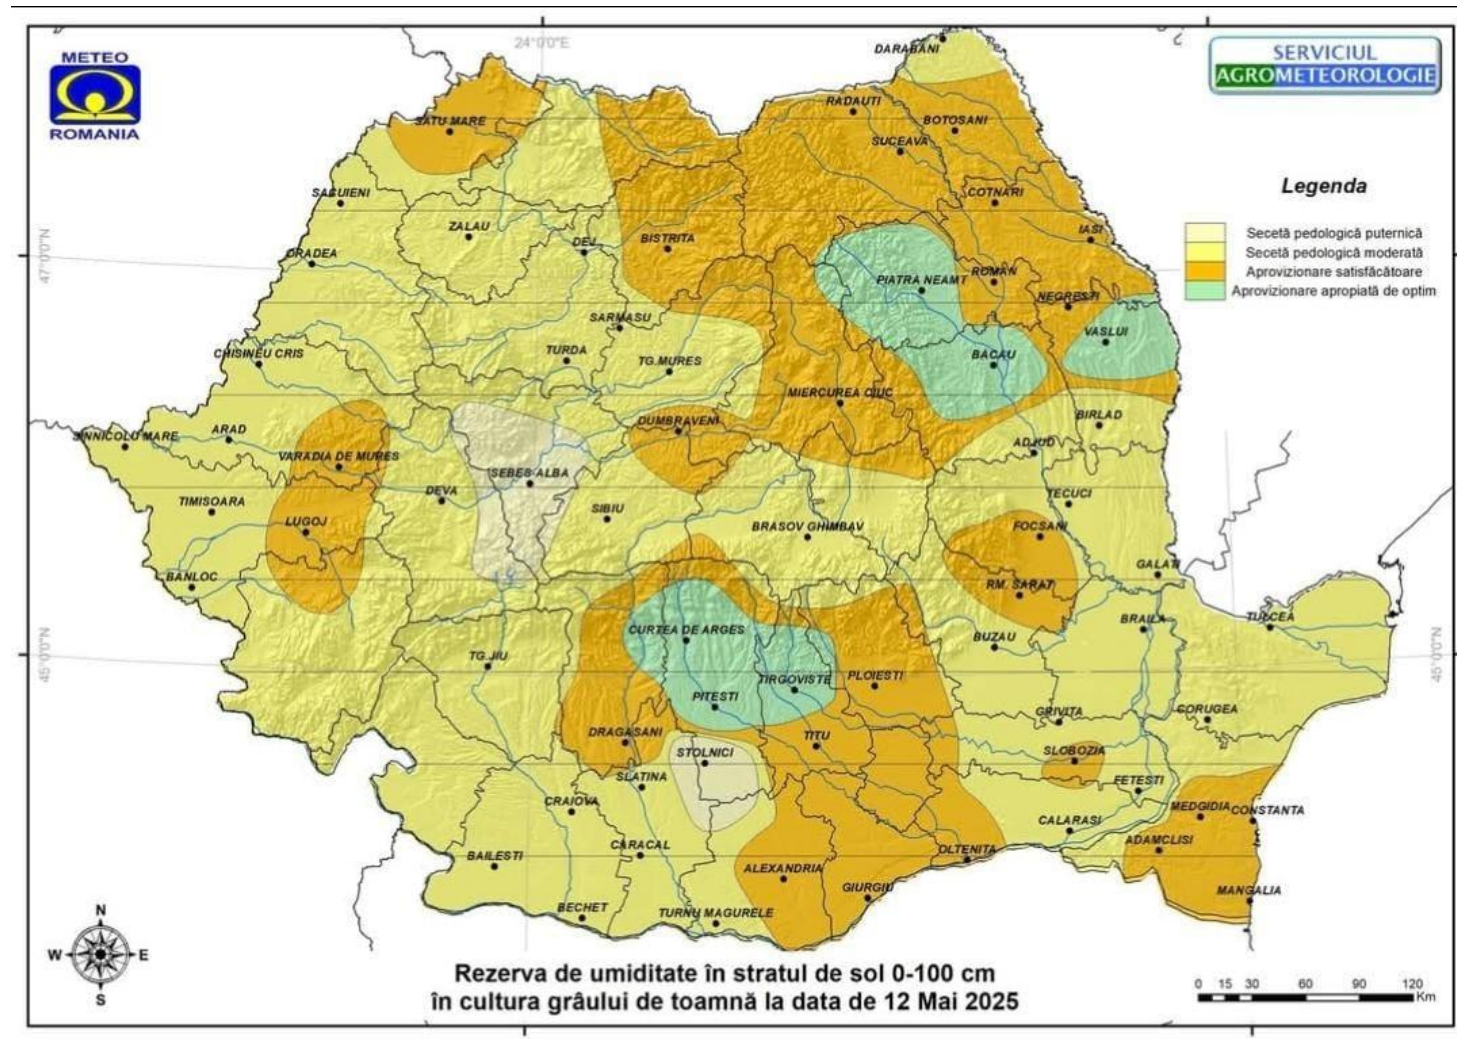 24°0'0"E
DARABANI
METEO
ROMANIA
SERVICIUL
AGROMETEOROLOGIE
RADAUTI
SATU MARE
BOTOSANI
SUCEAVA
Legenda
SACUIENI
COTNARI
ZALAU
IASI
Secetă pedologică puternică
DEJ
BISTRITA
Secetă pedologică moderată
47°0'0"N
ORADEA
Aprovizionare satisfăcătoare
PIATRA NEAMT
ROMAN
Aprovizionare apropiată de optim
NEGRESTI
SARMASU
VASLUI
CHISINEU CRIS
TURDA
TG.MURES
BACAU
MIERCUREA CIUC
DUMBRAVENI
BIRLAD
SINNICOLU MARE
ARAD
ADJUD
VARADIA DE MURES
SEBES ALBA
DEVA
TECUCI
TIMISOARA
SIBIU
LUGOJ
BRASOV GHIMBAV
FOCSANI
BANLOC
GALATI
RM. SARAT
CURTEA DE ARGES
BRAILA
TULCEA
BUZAU
45°0'0"N
TG.JIU
45°0'0"N
TIRGOVISTE
PLOIESTI
PITESTI
GRIVITA
CORUGEA
DRAGASANI
TITU
STOLNICI
SLOBOZIA
SLATINA
FETESTI
CRAIOVA
MEDGIDIA
CONSTANTA
CALARASI
CARACAL
ADAMCLISI
BAILESTI
OLTENITA
ALEXANDRIA
GIURGIU
MANGALIA
BECHET
TURNU MAGURELE
N
W
E
S
Rezerva de umiditate în stratul de sol 0-100 cm
în cultura grâului de toamnă la data de 12 Mai 2025
0 15 30 60 90 120
Km